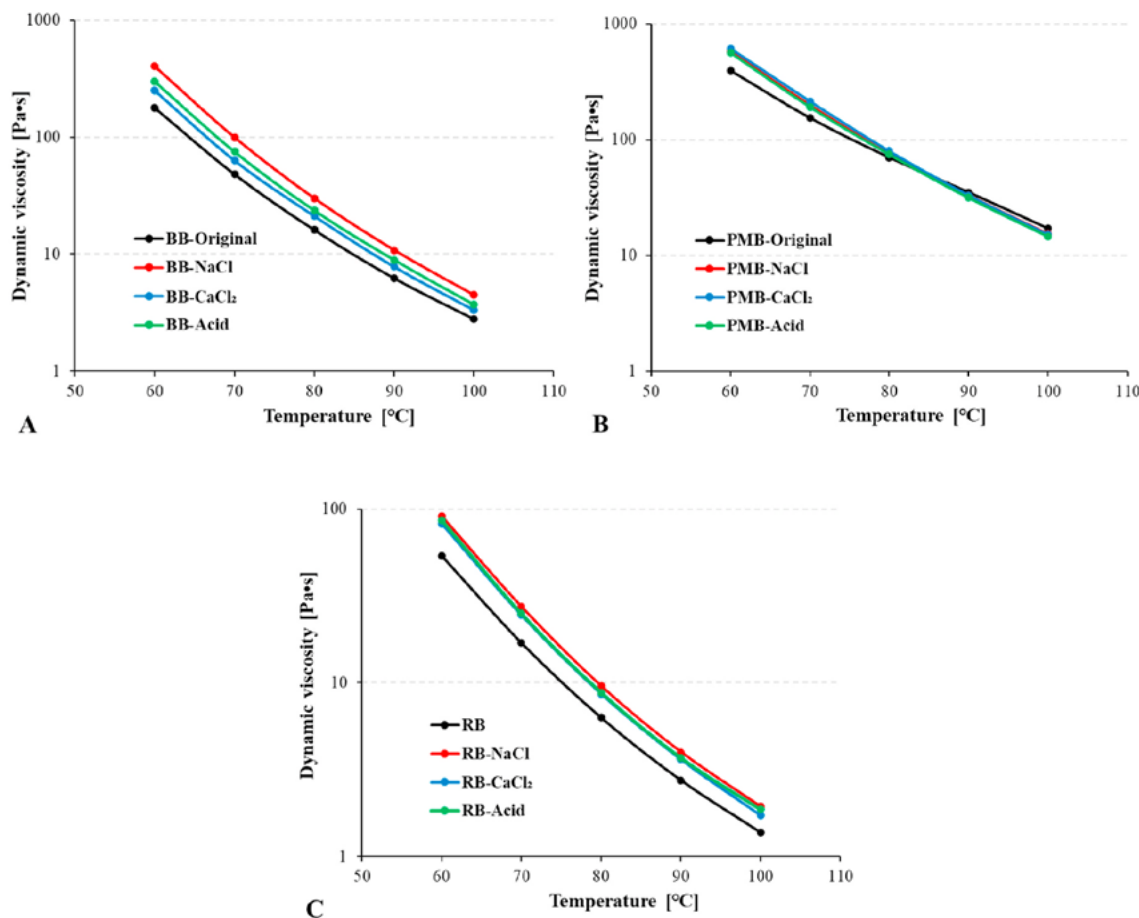 1000
100
10
1
Dynamic viscosity [Pa•s]
BB-Original
BB-NaCl
BB-CaCl₂
BB-Acid
50 60 70 80 90 100 110
Temperature [°C]
A
1000
100
10
1
Dynamic viscosity [Pa•s]
PMB-Original
PMB-NaCl
PMB-CaCl₂
PMB-Acid
50 60 70 80 90 100 110
Temperature [°C]
B
100
10
1
Dynamic viscosity [Pa•s]
RB
RB-NaCl
RB-CaCl₂
RB-Acid
50 60 70 80 90 100 110
Temperature [°C]
C